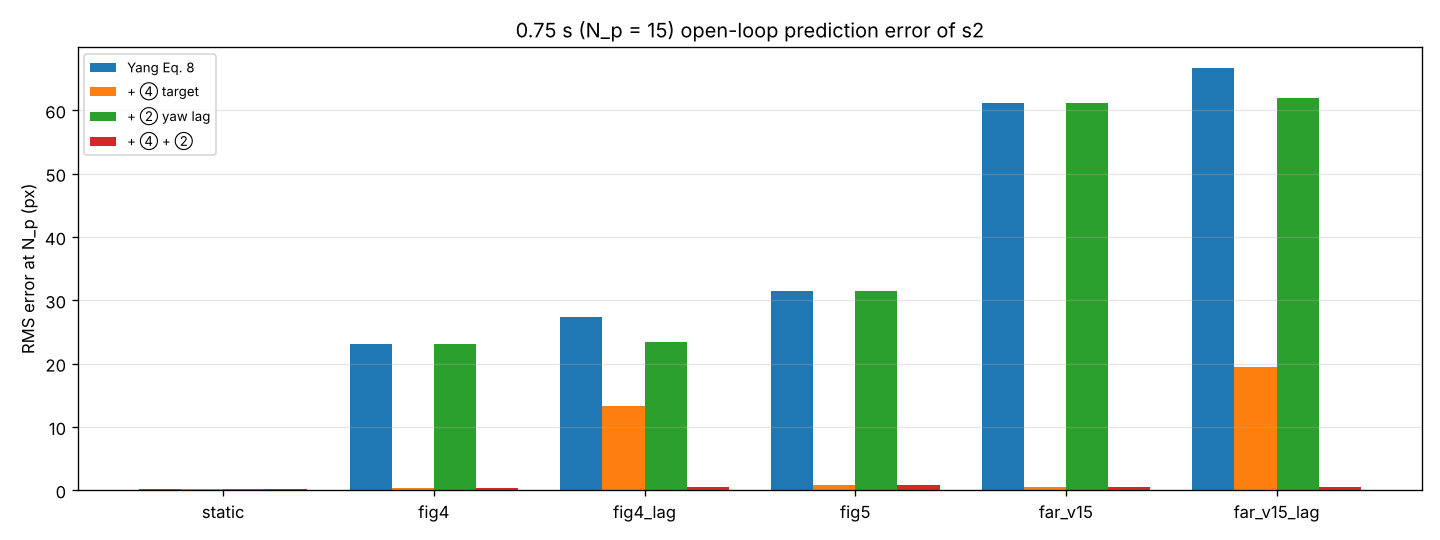 0.75 s (N_p = 15) open-loop prediction error of s2
Yang Eq. 8
+ ④ target
+ ② yaw lag
+ ④ + ②
RMS error at N_p (px)
60
50
40
30
20
10
0
static
fig4
fig4_lag
fig5
far_v15
far_v15_lag